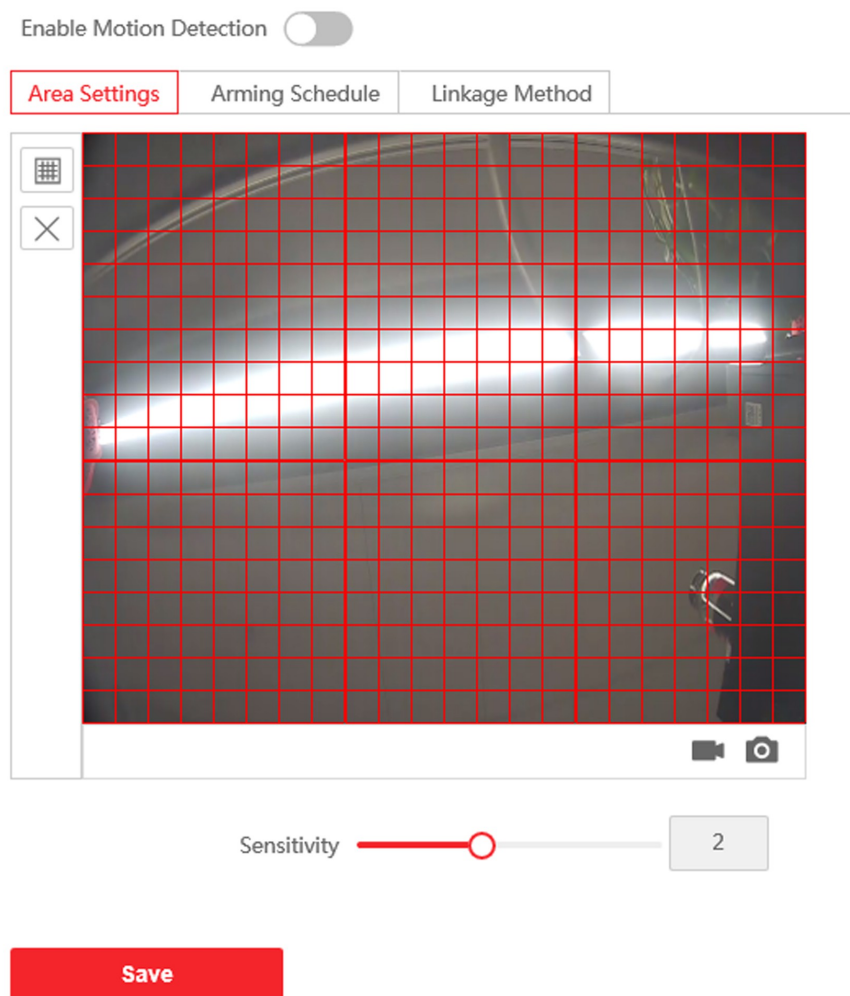 Enable Motion Detection
Area Settings Arming Schedule Linkage Method
Sensitivity 2
Save